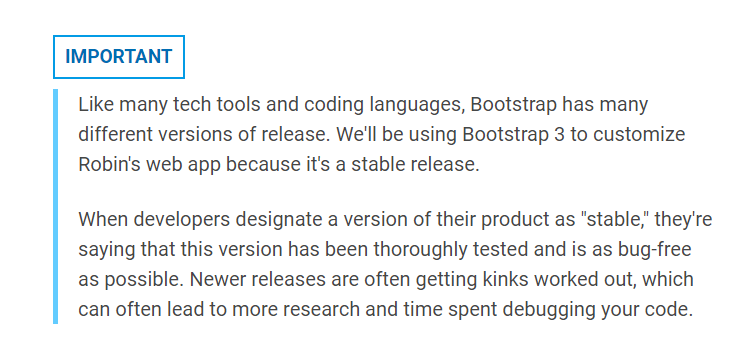 IMPORTANT
Like many tech tools and coding languages, Bootstrap has many
different versions of release. We'll be using Bootstrap 3 to customize
Robin's web app because it's a stable release.
When developers designate a version of their product as "stable," they're
saying that this version has been thoroughly tested and is as bug-free
as possible. Newer releases are often getting kinks worked out, which
can often lead to more research and time spent debugging your code.